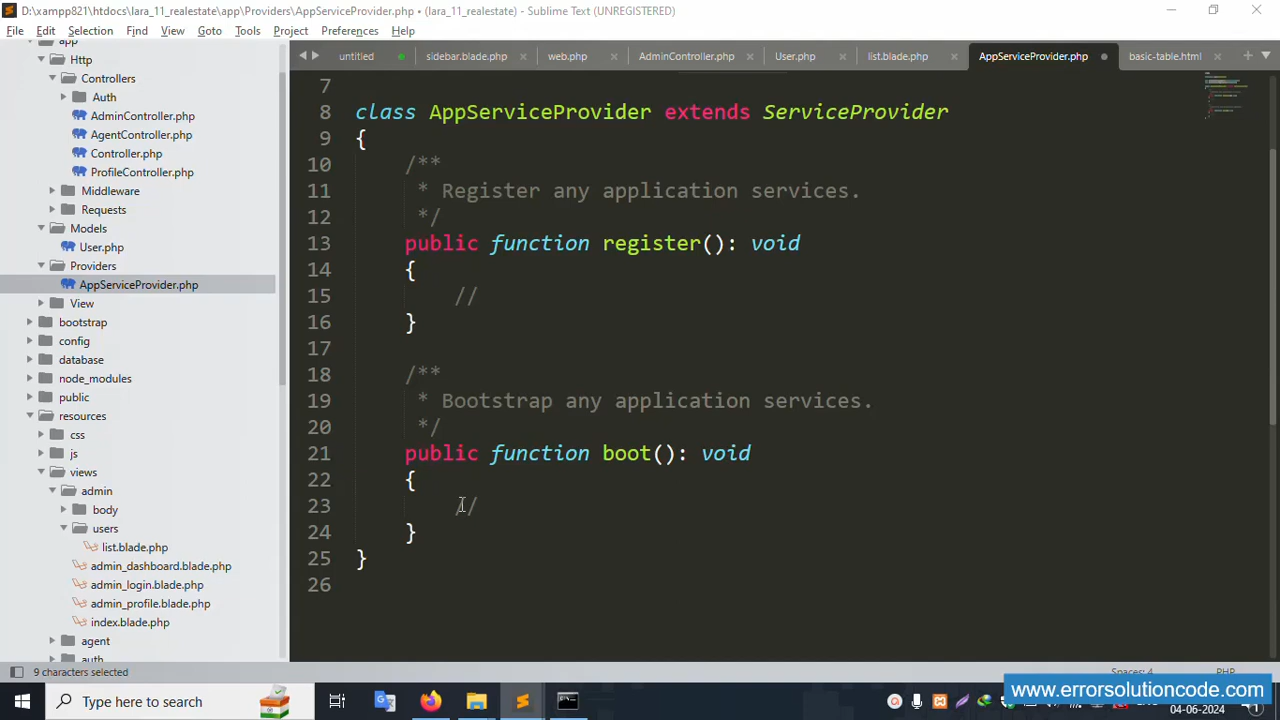 D:\xampp821\htdocs\lara_11_realestate\app\Providers\AppServiceProvider.php • (lara_11_realestate) - Sublime Text (UNREGISTERED)
File Edit Selection Find View Goto Tools Project Preferences Help
untitled sidebar.blade.php web.php AdminController.php User.php list.blade.php AppServiceProvider.php basic-table.html
app
Http
Controllers
Auth
AdminController.php
AgentController.php
Controller.php
ProfileController.php
Middleware
Requests
Models
User.php
Providers
AppServiceProvider.php
View
bootstrap
config
database
node_modules
public
resources
css
js
views
admin
body
users
list.blade.php
admin_dashboard.blade.php
admin_login.blade.php
admin_profile.blade.php
index.blade.php
agent
auth
7
8 class AppServiceProvider extends ServiceProvider
9 {
10 /**
11 * Register any application services.
12 */
13 public function register(): void
14 {
15 //
16 }
17
18 /**
19 * Bootstrap any application services.
20 */
21 public function boot(): void
22 {
23 //
24 }
25 }
26
9 characters selected
Spaces: 4 PHP
Type here to search
www.errorsolutioncode.com
04-06-2024